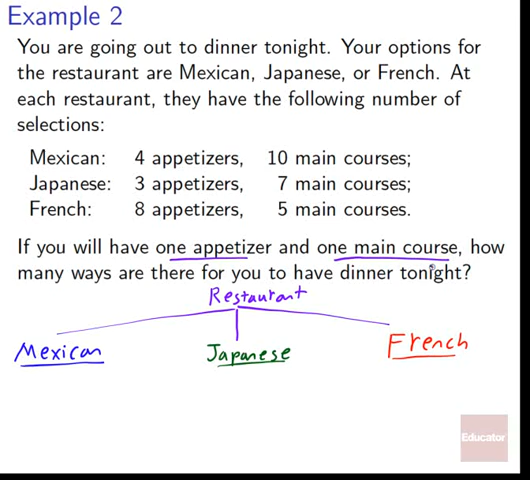 Example 2
You are going out to dinner tonight. Your options for
the restaurant are Mexican, Japanese, or French. At
each restaurant, they have the following number of
selections:
Mexican: 4 appetizers, 10 main courses;
Japanese: 3 appetizers, 7 main courses;
French: 8 appetizers, 5 main courses.
If you will have one appetizer and one main course, how
many ways are there for you to have dinner tonight?
Restaurant
Mexican Japanese French
Educator